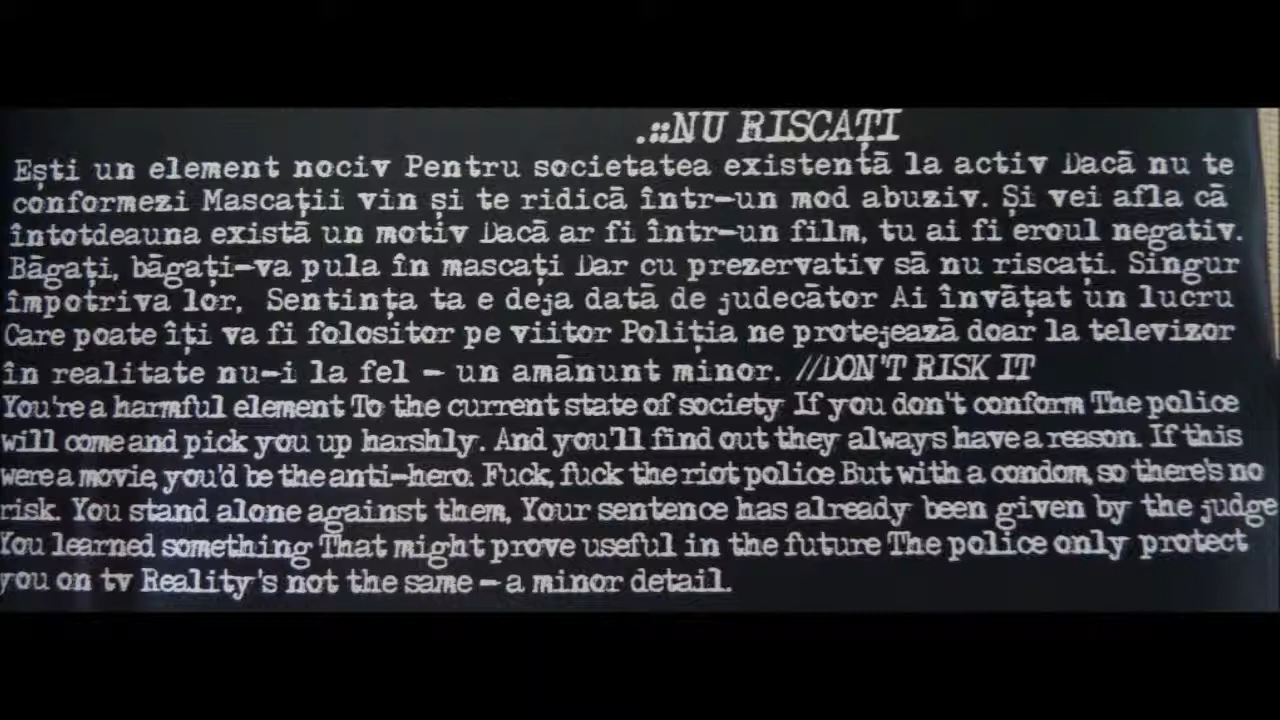 .::NU RISCAȚI
Ești un element nociv Pentru societatea existentă la activ Dacă nu te
conformezi Mascații vin și te ridică într-un mod abuziv. Și vei afla că
întotdeauna există un motiv Dacă ar fi într-un film, tu ai fi eroul negativ.
Băgați, băgați-va pula în mascați Dar cu prezervativ să nu riscați. Singur
împotriva lor, Sentința ta e deja dată de judecător Ai învățat un lucru
Care poate îți va fi folositor pe viitor Poliția ne protejează doar la televizor
în realitate nu-i la fel - un amănunt minor. //DON'T RISK IT
You're a harmful element To the current state of society If you don't conform The police
will come and pick you up harshly. And you'll find out they always have a reason. If this
were a movie, you'd be the anti-hero. Fuck, fuck the riot police But with a condom, so there's no
risk. You stand alone against them, Your sentence has already been given by the judge
You learned something That might prove useful in the future The police only protect
you on tv Reality's not the same - a minor detail.